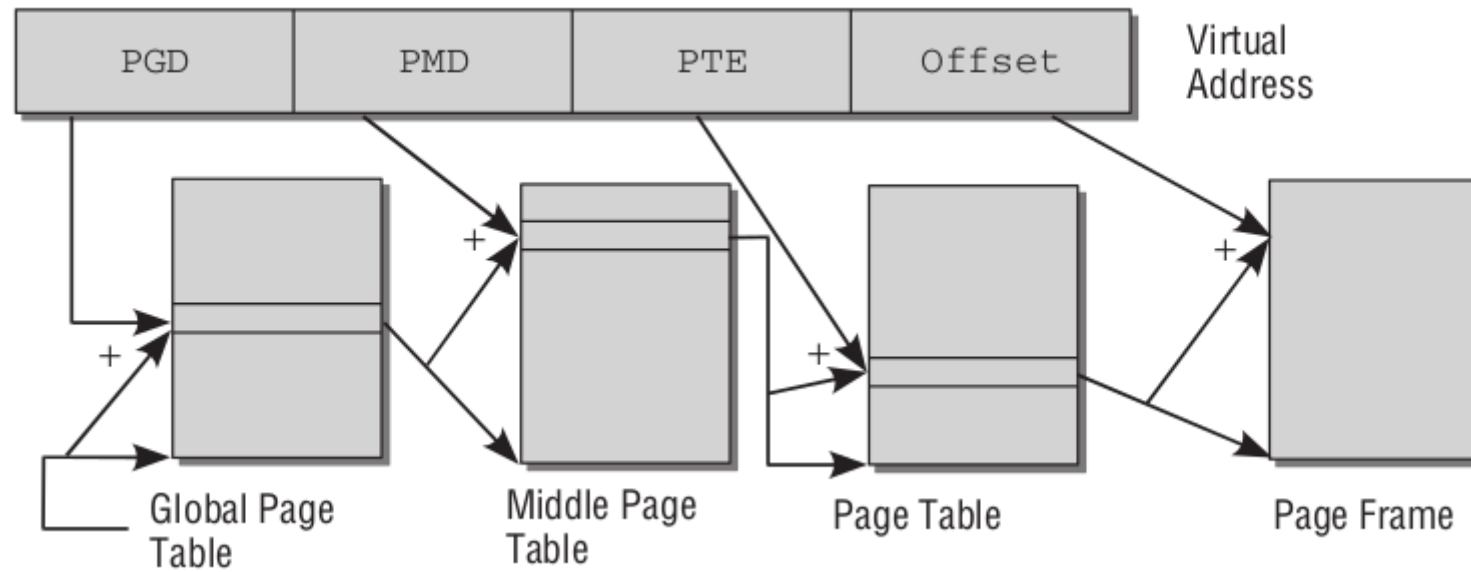 PGD PMD PTE Offset
Virtual
Address
+
+
+
+
Global Page
Table
Middle Page
Table
Page Table
Page Frame